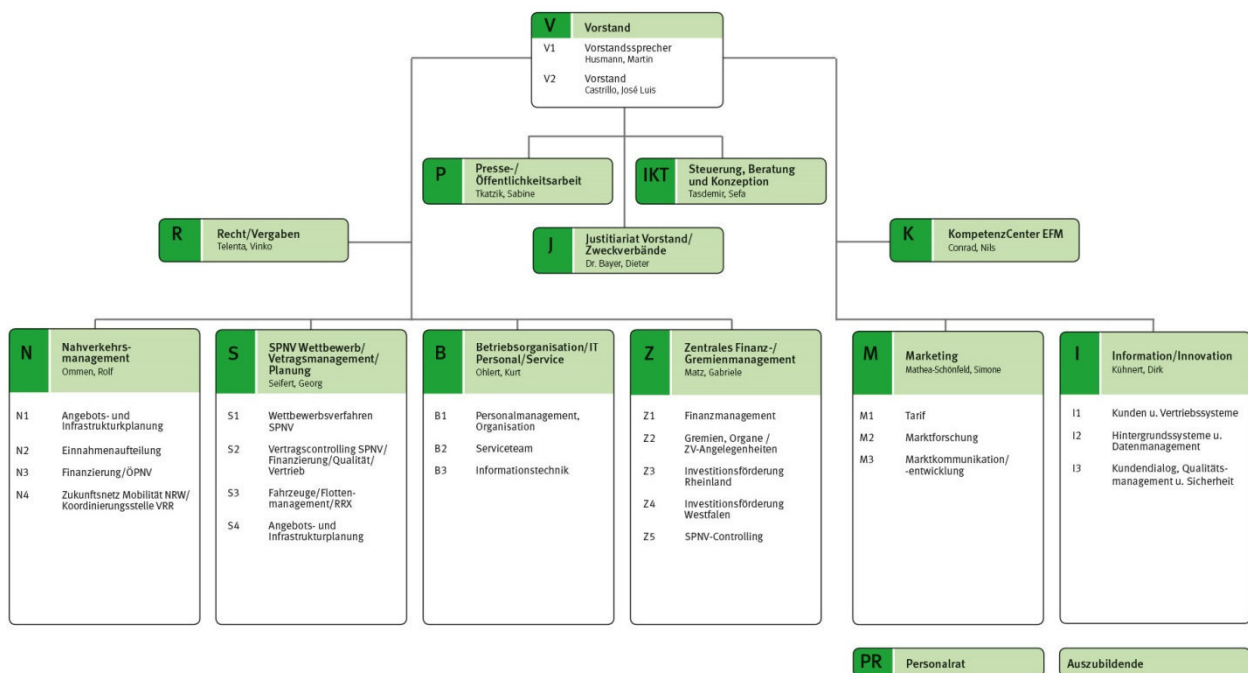 V Vorstand
V1 Vorstandssprecher
Husmann, Martin
V2 Vorstand
Castrillo, José Luis
P Presse-/
Öffentlichkeitsarbeit
Tkatzik, Sabine
IKT Steuerung, Beratung
und Konzeption
Tasdemir, Sefa
R Recht/Vergaben
Telenta, Vinko
J Justitiariat Vorstand/
Zweckverbände
Dr. Bayer, Dieter
K KompetenzCenter EFM
Conrad, Nils
N Nahverkehrs-
management
Ommen, Rolf
N1 Angebots- und
Infrastrukturkplanung
N2 Einnahmenaufteilung
N3 Finanzierung/ÖPNV
N4 Zukunftsnetz Mobilität NRW/
Koordinierungsstelle VRR
S SPNV Wettbewerb/
Vetragsmanagement/
Planung
Seifert, Georg
S1 Wettbewerbsverfahren
SPNV
S2 Vertragscontrolling SPNV/
Finanzierung/Qualität/
Vertrieb
S3 Fahrzeuge/Flotten-
management/RRX
S4 Angebots- und
Infrastrukturplanung
B Betriebsorganisation/IT
Personal/Service
Ohlert, Kurt
B1 Personalmanagement,
Organisation
B2 Serviceteam
B3 Informationstechnik
Z Zentrales Finanz-/
Gremienmanagement
Matz, Gabriele
Z1 Finanzmanagement
Z2 Gremien, Organe /
ZV-Angelegenheiten
Z3 Investitionsförderung
Rheinland
Z4 Investitionsförderung
Westfalen
Z5 SPNV-Controlling
M Marketing
Mathea-Schönfeld, Simone
M1 Tarif
M2 Marktforschung
M3 Marktkommunikation/
-entwicklung
I Information/Innovation
Kühnert, Dirk
I1 Kunden u. Vertriebssysteme
I2 Hintergrundssysteme u.
Datenmanagement
I3 Kundendialog, Qualitäts-
management u. Sicherheit
PR Personalrat
Auszubildende